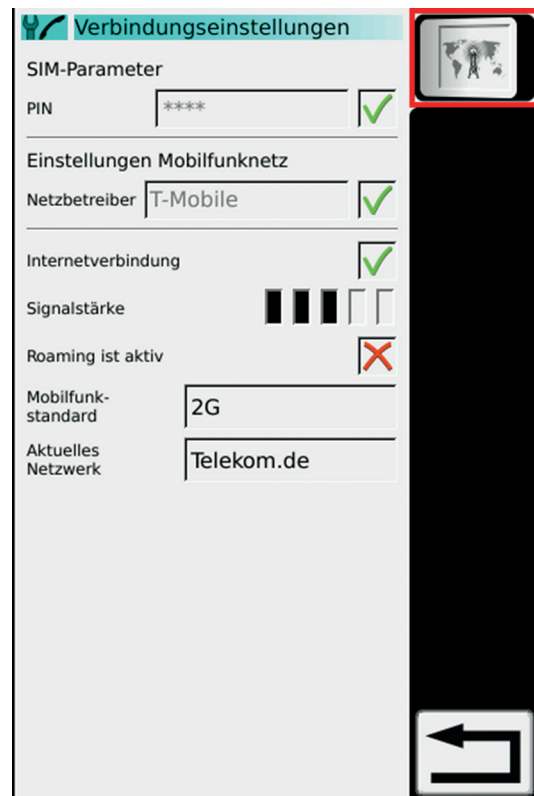 Verbindungseinstellungen
SIM-Parameter
PIN ****
Einstellungen Mobilfunknetz
Netzbetreiber T-Mobile
Internetverbindung
Signalstärke
Roaming ist aktiv
Mobilfunk-
standard 2G
Aktuelles
Netzwerk Telekom.de